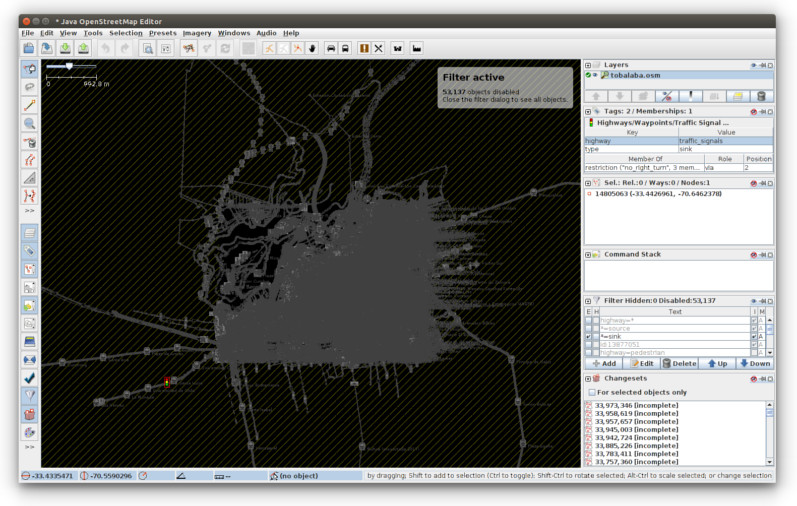 * Java OpenStreetMap Editor
File Edit View Tools Selection Presets Imagery Windows Audio Help
0 992.8 m
Filter active
53,137 objects disabled
Close the filter dialog to see all objects.
>>
>>
Layers
tobalaba.osm
Tags: 2 / Memberships: 1
Highways/Waypoints/Traffic Signal ...
Key Value
highway traffic_signals
type sink
Member Of Role Position
restriction ("no_right_turn", 3 mem... via 2
Sel.: Rel.:0 / Ways:0 / Nodes:1
14805063 (-33.4426961, -70.6462378)
Command Stack
Filter Hidden:0 Disabled:53,137
E H Text I M
highway=* A
*=source A
*=sink A
id:13877051 A
highway=pedestrian
Add Edit Delete Up Down
Changesets
For selected objects only
33,973,346 [incomplete]
33,958,619 [incomplete]
33,957,657 [incomplete]
33,945,003 [incomplete]
33,942,724 [incomplete]
33,885,226 [incomplete]
33,783,411 [incomplete]
33,757,360 [incomplete]
-33.4335471 -70.5590296 -- (no object) by dragging; Shift to add to selection (Ctrl to toggle); Shift-Ctrl to rotate selected; Alt-Ctrl to scale selected; or change selection